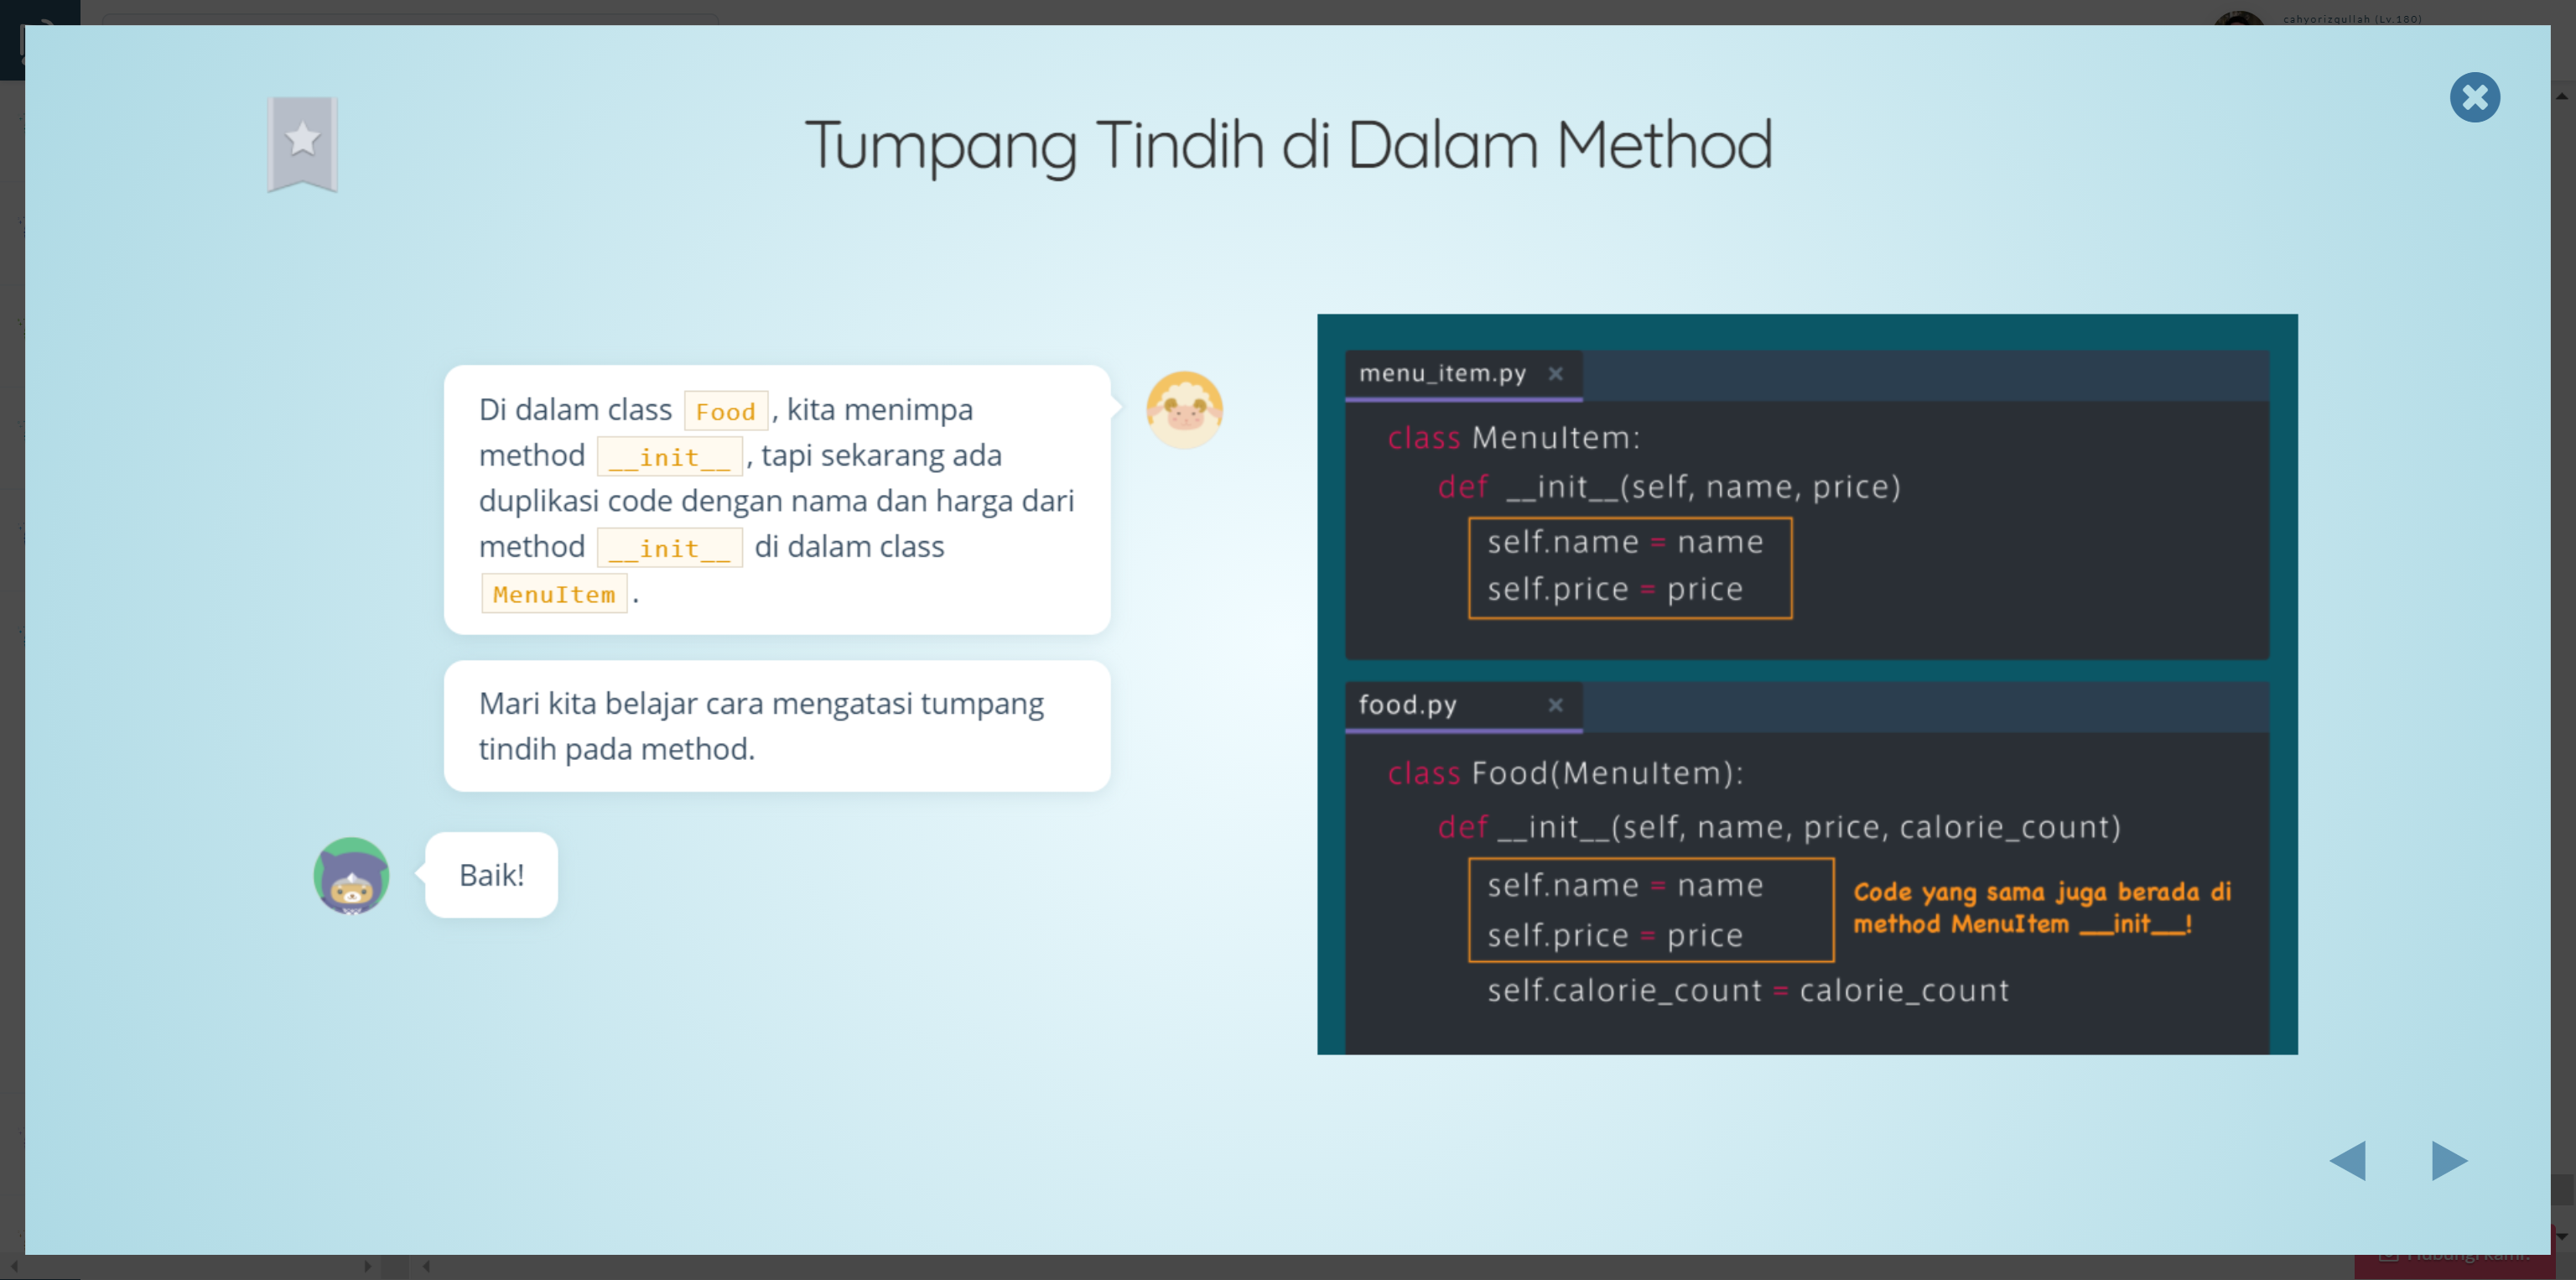 cahyorizqullah (Lv.180)
Tumpang Tindih di Dalam Method
Di dalam class Food, kita menimpa
method __init__, tapi sekarang ada
duplikasi code dengan nama dan harga dari
method __init__ di dalam class
MenuItem.
Mari kita belajar cara mengatasi tumpang
tindih pada method.
Baik!
menu_item.py ×
class MenuItem:
def __init__(self, name, price)
self.name = name
self.price = price
food.py ×
class Food(MenuItem):
def __init__(self, name, price, calorie_count)
self.name = name
self.price = price
Code yang sama juga berada di
method MenuItem __init__!
self.calorie_count = calorie_count